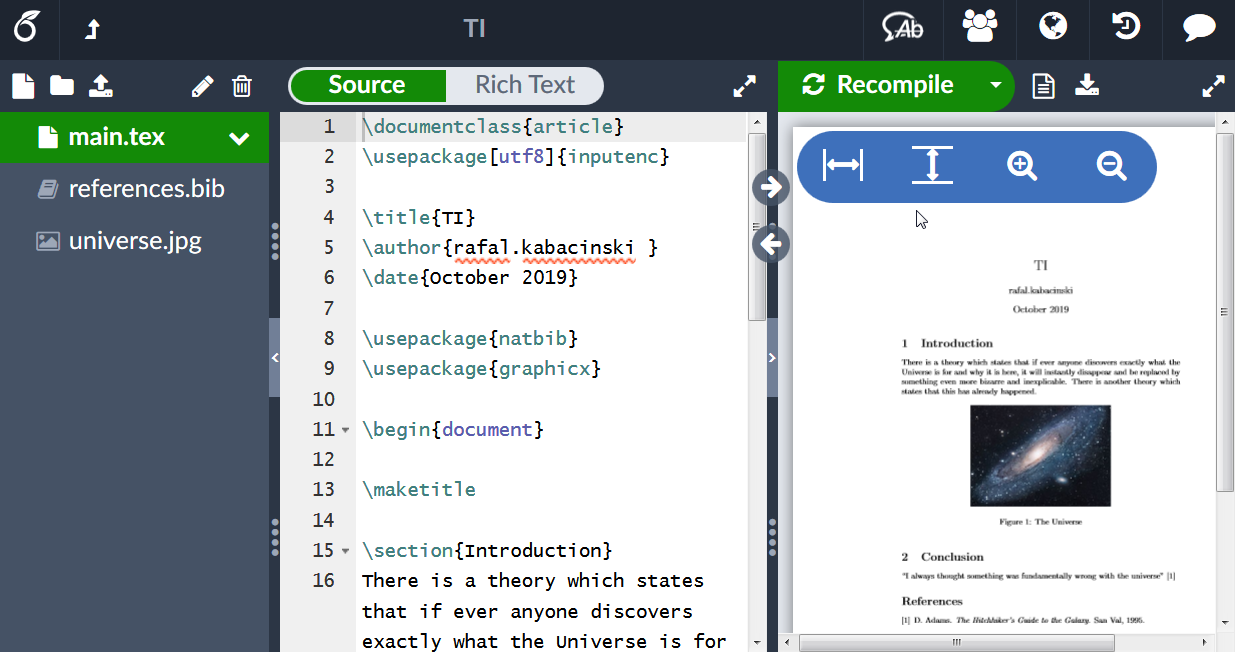 TI
Ab
Source
Rich Text
Recompile
main.tex
references.bib
universe.jpg
1 \documentclass{article}
2 \usepackage[utf8]{inputenc}
3
4 \title{TI}
5 \author{rafal.kabacinski }
6 \date{October 2019}
7
8 \usepackage{natbib}
9 \usepackage{graphicx}
10
11 \begin{document}
12
13 \maketitle
14
15 \section{Introduction}
16 There is a theory which states
that if ever anyone discovers
exactly what the Universe is for
TI
rafal.kabacinski
October 2019
1 Introduction
There is a theory which states that if ever anyone discovers exactly what the
Universe is for and why it is here, it will instantly disappear and be replaced by
something even more bizarre and inexplicable. There is another theory which
states that this has already happened.
Figure 1: The Universe
2 Conclusion
“I always thought something was fundamentally wrong with the universe” [1]
References
[1] D. Adams. The Hitchhiker's Guide to the Galaxy. San Val, 1995.